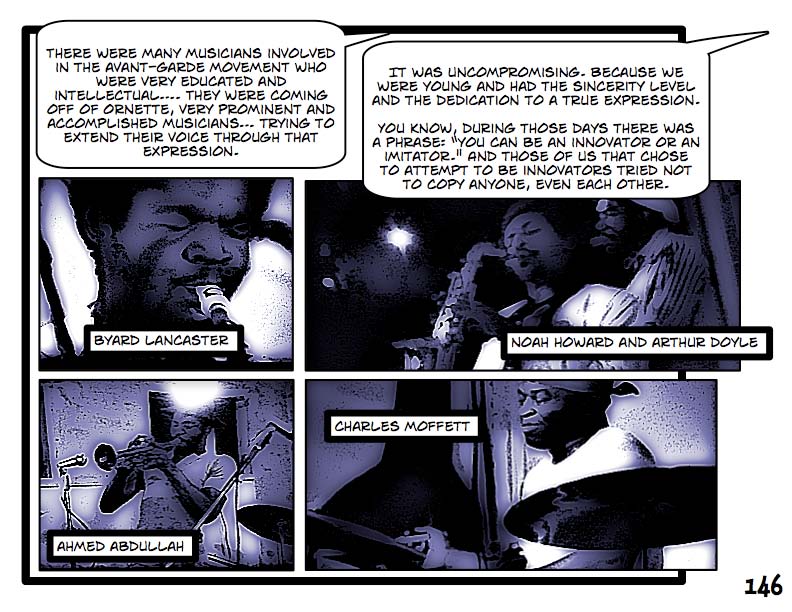 THERE WERE MANY MUSICIANS INVOLVED
IN THE AVANT-GARDE MOVEMENT WHO
WERE VERY EDUCATED AND
INTELLECTUAL.... THEY WERE COMING
OFF OF ORNETTE, VERY PROMINENT AND
ACCOMPLISHED MUSICIANS... TRYING TO
EXTEND THEIR VOICE THROUGH THAT
EXPRESSION.
IT WAS UNCOMPROMISING. BECAUSE WE
WERE YOUNG AND HAD THE SINCERITY LEVEL
AND THE DEDICATION TO A TRUE EXPRESSION.
YOU KNOW, DURING THOSE DAYS THERE WAS
A PHRASE: "YOU CAN BE AN INNOVATOR OR AN
IMITATOR." AND THOSE OF US THAT CHOSE
TO ATTEMPT TO BE INNOVATORS TRIED NOT
TO COPY ANYONE, EVEN EACH OTHER.
BYARD LANCASTER
NOAH HOWARD AND ARTHUR DOYLE
CHARLES MOFFETT
AHMED ABDULLAH
146